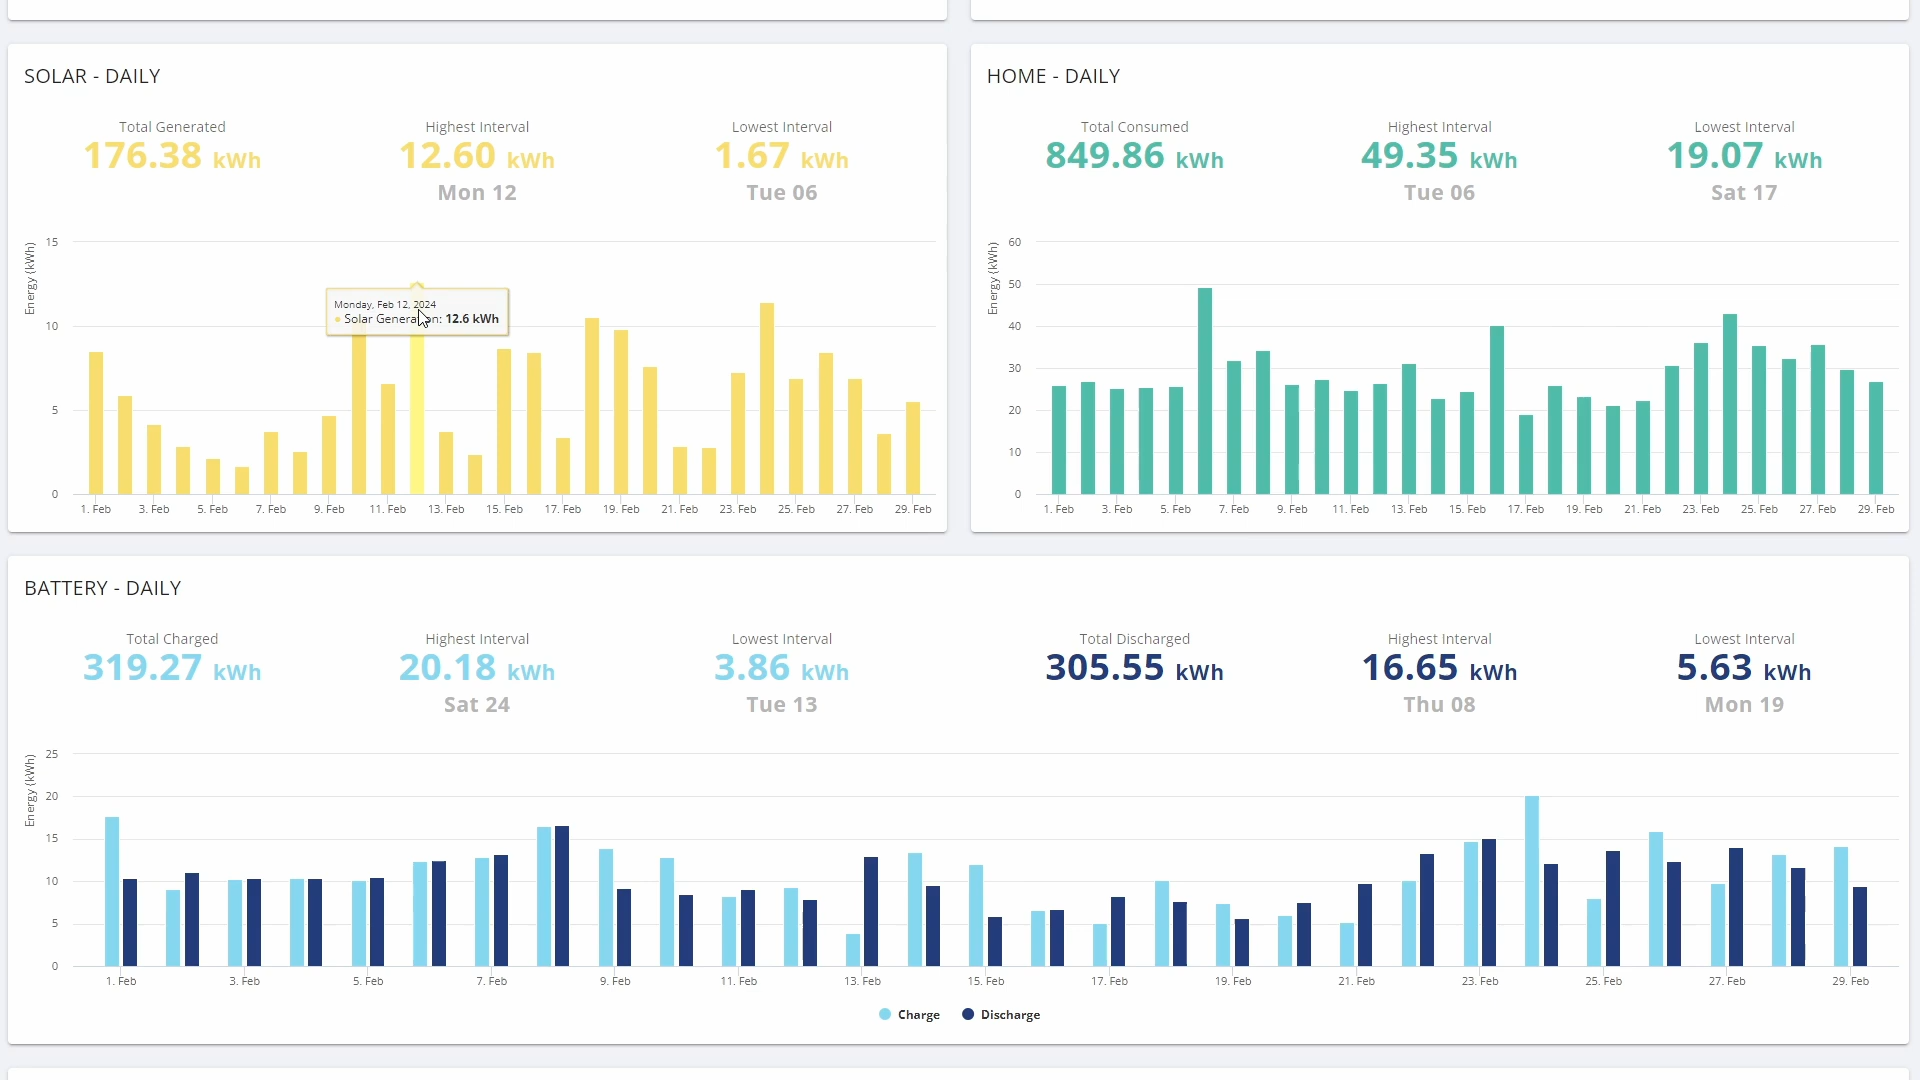 SOLAR - DAILY
Total Generated
176.38 kWh
Highest Interval
12.60 kWh
Mon 12
Lowest Interval
1.67 kWh
Tue 06
Energy (kWh)
15
10
5
0
Monday, Feb 12, 2024
Solar Generation: 12.6 kWh
1. Feb 3. Feb 5. Feb 7. Feb 9. Feb 11. Feb 13. Feb 15. Feb 17. Feb 19. Feb 21. Feb 23. Feb 25. Feb 27. Feb 29. Feb
HOME - DAILY
Total Consumed
849.86 kWh
Highest Interval
49.35 kWh
Tue 06
Lowest Interval
19.07 kWh
Sat 17
Energy (kWh)
60
50
40
30
20
10
0
1. Feb 3. Feb 5. Feb 7. Feb 9. Feb 11. Feb 13. Feb 15. Feb 17. Feb 19. Feb 21. Feb 23. Feb 25. Feb 27. Feb 29. Feb
BATTERY - DAILY
Total Charged
319.27 kWh
Highest Interval
20.18 kWh
Sat 24
Lowest Interval
3.86 kWh
Tue 13
Total Discharged
305.55 kWh
Highest Interval
16.65 kWh
Thu 08
Lowest Interval
5.63 kWh
Mon 19
Energy (kWh)
25
20
15
10
5
0
1. Feb 3. Feb 5. Feb 7. Feb 9. Feb 11. Feb 13. Feb 15. Feb 17. Feb 19. Feb 21. Feb 23. Feb 25. Feb 27. Feb 29. Feb
Charge Discharge